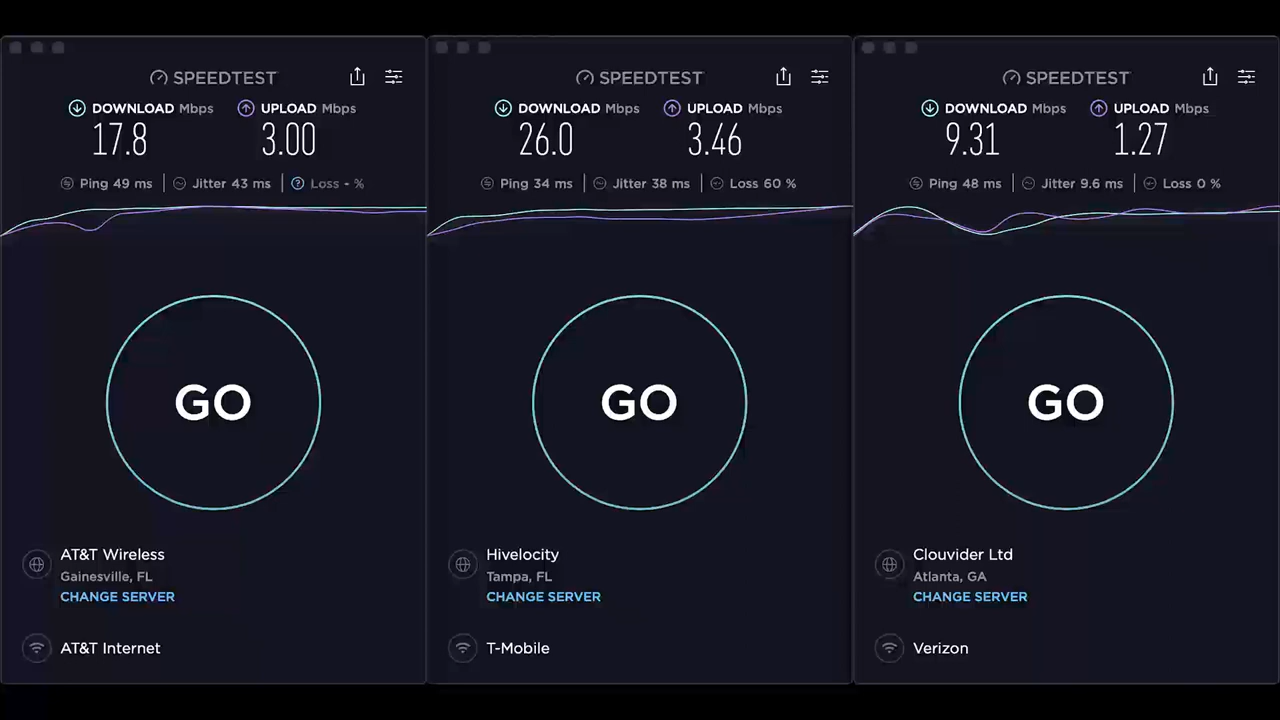 SPEEDTEST
DOWNLOAD Mbps UPLOAD Mbps
17.8 3.00
Ping 49 ms Jitter 43 ms ? Loss - %
GO
AT&T Wireless
Gainesville, FL
CHANGE SERVER
AT&T Internet
SPEEDTEST
DOWNLOAD Mbps UPLOAD Mbps
26.0 3.46
Ping 34 ms Jitter 38 ms Loss 60 %
GO
Hivelocity
Tampa, FL
CHANGE SERVER
T-Mobile
SPEEDTEST
DOWNLOAD Mbps UPLOAD Mbps
9.31 1.27
Ping 48 ms Jitter 9.6 ms Loss 0 %
GO
Clouvider Ltd
Atlanta, GA
CHANGE SERVER
Verizon